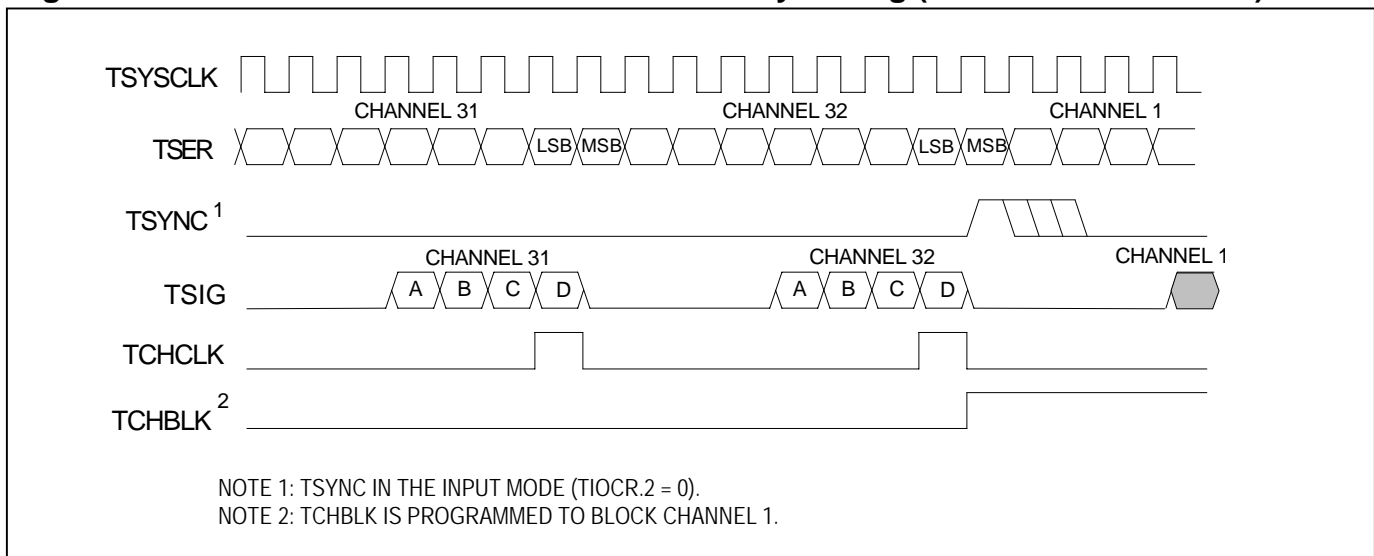 TSYSCLK
CHANNEL 31 CHANNEL 32 CHANNEL 1
TSER LSB MSB LSB MSB
TSYNC 1
CHANNEL 31 CHANNEL 32 CHANNEL 1
TSIG A B C D A B C D
TCHCLK
TCHBLK 2
NOTE 1: TSYNC IN THE INPUT MODE (TIOCR.2 = 0).
NOTE 2: TCHBLK IS PROGRAMMED TO BLOCK CHANNEL 1.